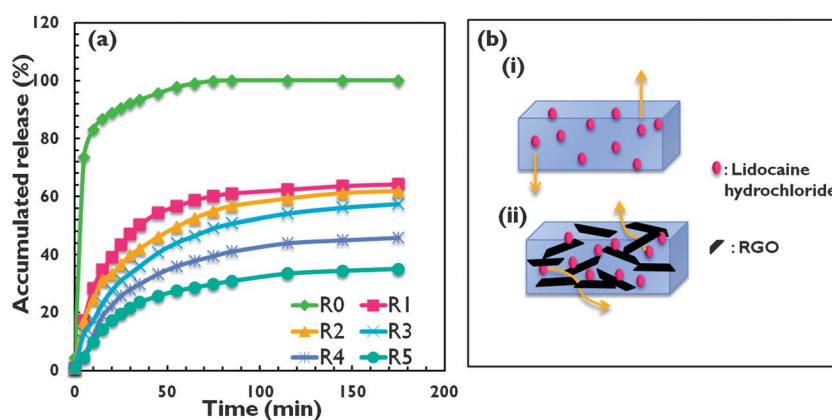 (a)
120
100
80
60
40
20
0
Accumulated release (%)
R0 R1
R2 R3
R4 R5
0 50 100 150 200
Time (min)
(b)
(i)
(ii)
: Lidocaine
hydrochloride
: RGO